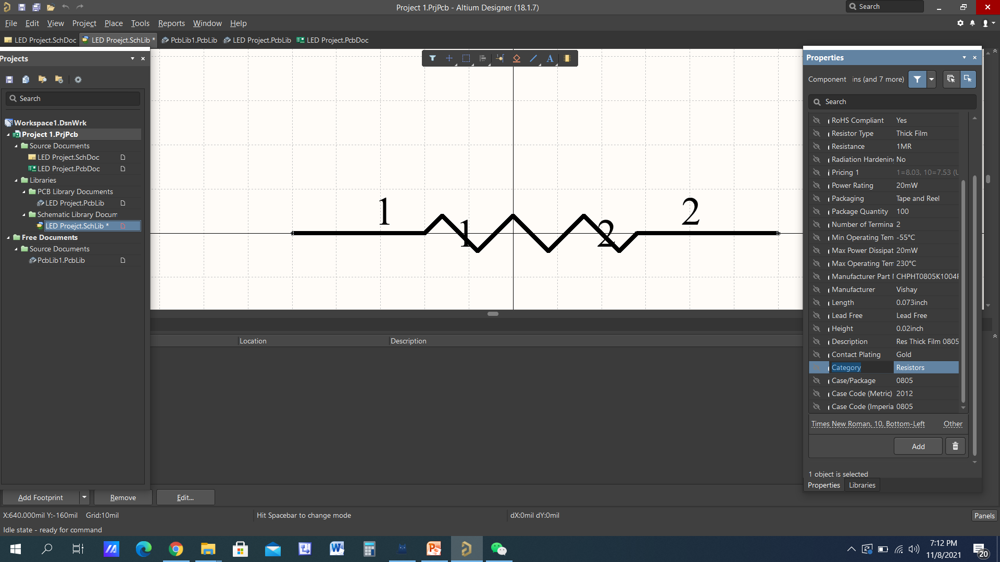 Project 1.PrjPcb - Altium Designer (18.1.7)
Search
File Edit View Project Place Tools Reports Window Help
LED Project.SchDoc LED Proejct.SchLib * PcbLib1.PcbLib LED Project.PcbLib LED Project.PcbDoc
Projects
Search
Workspace1.DsnWrk
Project 1.PrjPcb
Source Documents
LED Project.SchDoc
LED Project.PcbDoc
Libraries
PCB Library Documents
LED Project.PcbLib
Schematic Library Docum
LED Proejct.SchLib *
Free Documents
Source Documents
PcbLib1.PcbLib
A
1 2
1 2
Location Description
Add Footprint Remove Edit...
Properties
Component ins (and 7 more)
Search
RoHS Compliant Yes
Resistor Type Thick Film
Resistance 1MR
Radiation Hardening No
Pricing 1 1=8.03, 10=7.53 (U
Power Rating 20mW
Packaging Tape and Reel
Package Quantity 100
Number of Termina 2
Min Operating Tem -55°C
Max Power Dissipat 20mW
Max Operating Tem 230°C
Manufacturer Part CHPHT0805K1004
Manufacturer Vishay
Length 0.073inch
Lead Free Lead Free
Height 0.02inch
Description Res Thick Film 0805
Contact Plating Gold
Category Resistors
Case/Package 0805
Case Code (Metric) 2012
Case Code (Imperia 0805
Times New Roman, 10, Bottom-Left Other
Add
1 object is selected
Properties Libraries
X:640.000mil Y:-160mil Grid:10mil Hit Spacebar to change mode dX:0mil dY:0mil Panels
Idle state - ready for command
7:12 PM
11/8/2021
20